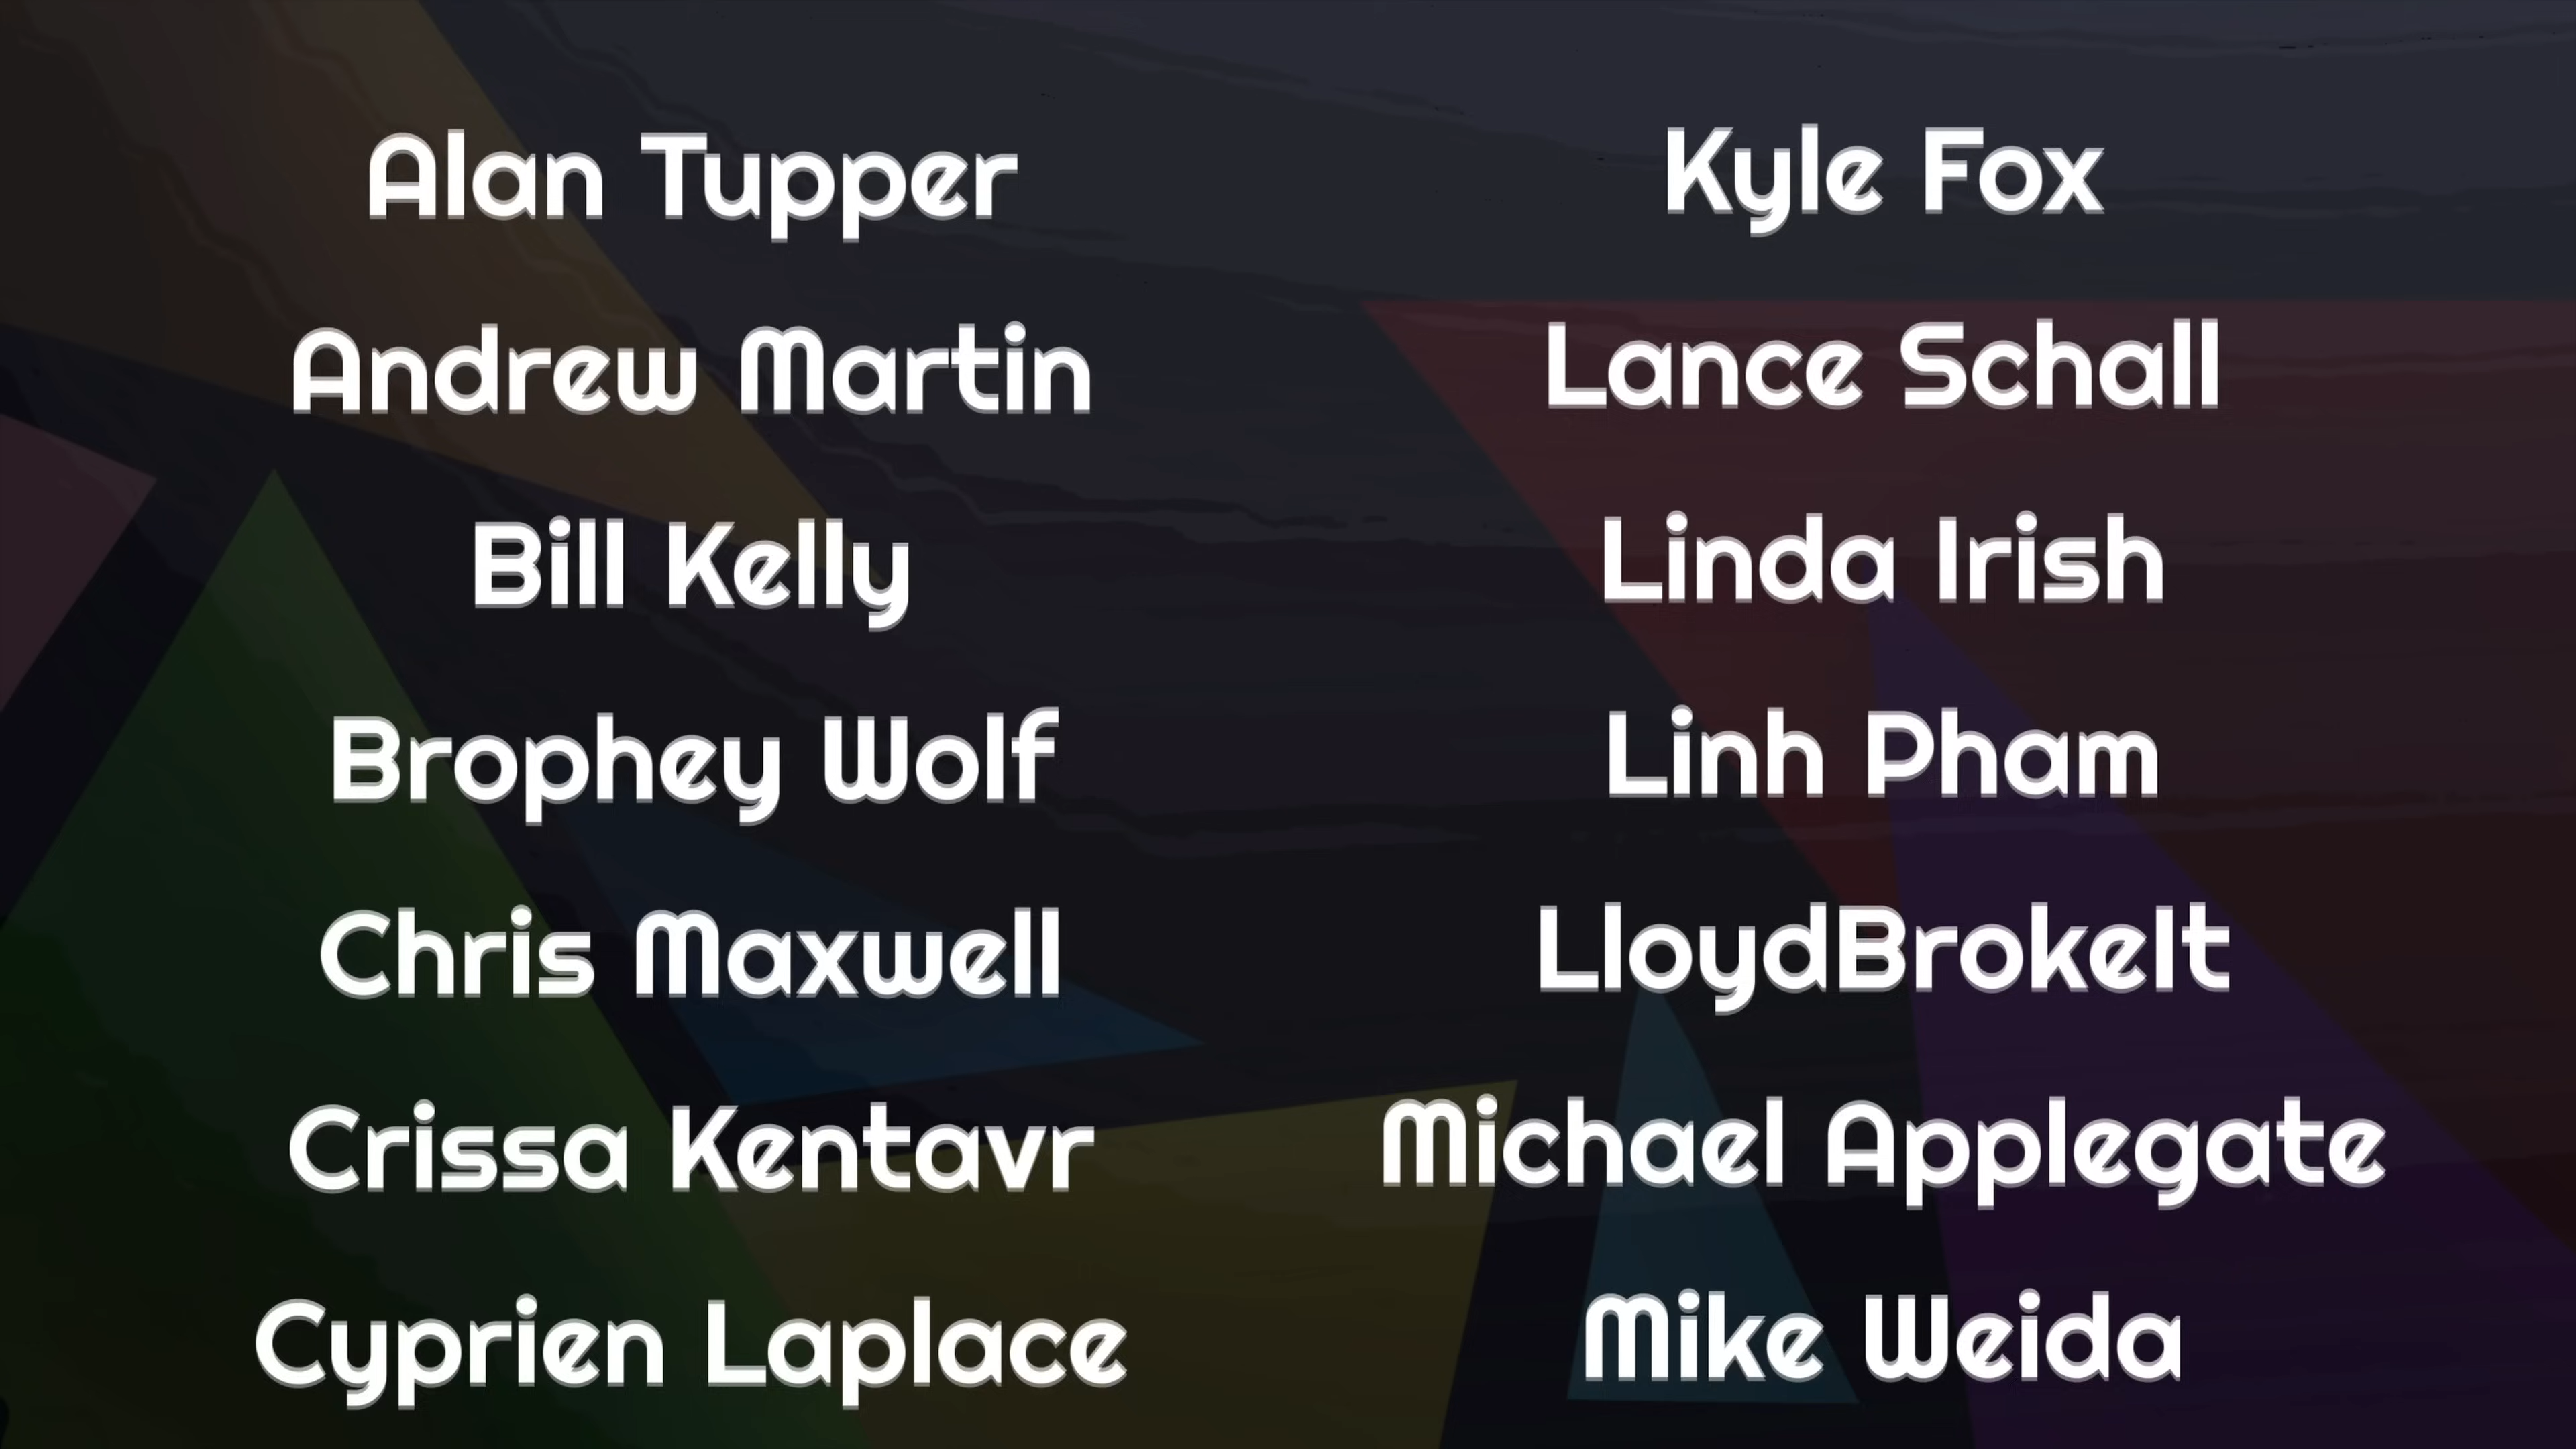 Alan Tupper
Andrew Martin
Bill Kelly
Brophey Wolf
Chris Maxwell
Crissa Kentavr
Cyprien Laplace
Kyle Fox
Lance Schall
Linda Irish
Linh Pham
LloydBrokeIt
Michael Applegate
Mike Weida